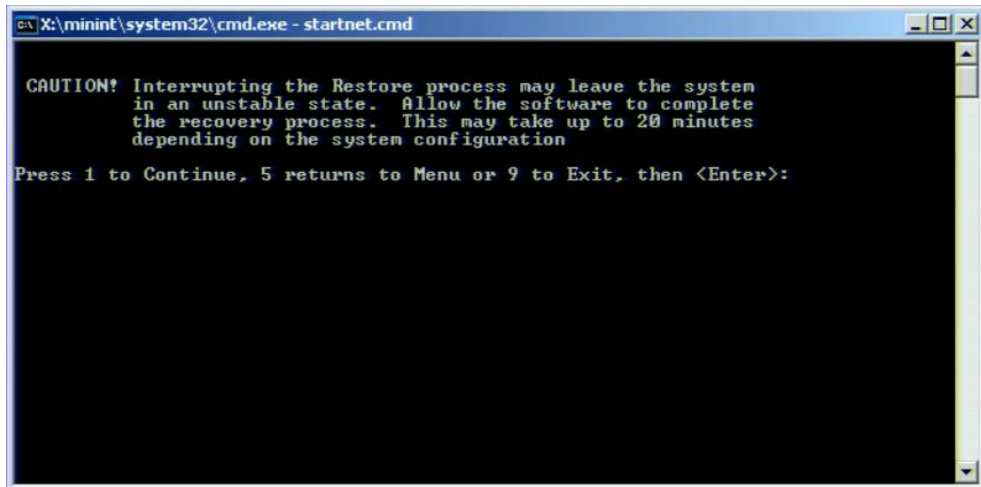 X:\minint\system32\cmd.exe - startnet.cmd
CAUTION! Interrupting the Restore process may leave the system
in an unstable state. Allow the software to complete
the recovery process. This may take up to 20 minutes
depending on the system configuration
Press 1 to Continue, 5 returns to Menu or 9 to Exit, then <Enter>: